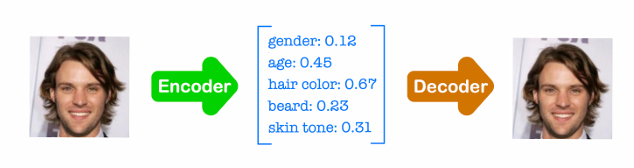 Encoder
gender: 0.12
age: 0.45
hair color: 0.67
beard: 0.23
skin tone: 0.31
Decoder